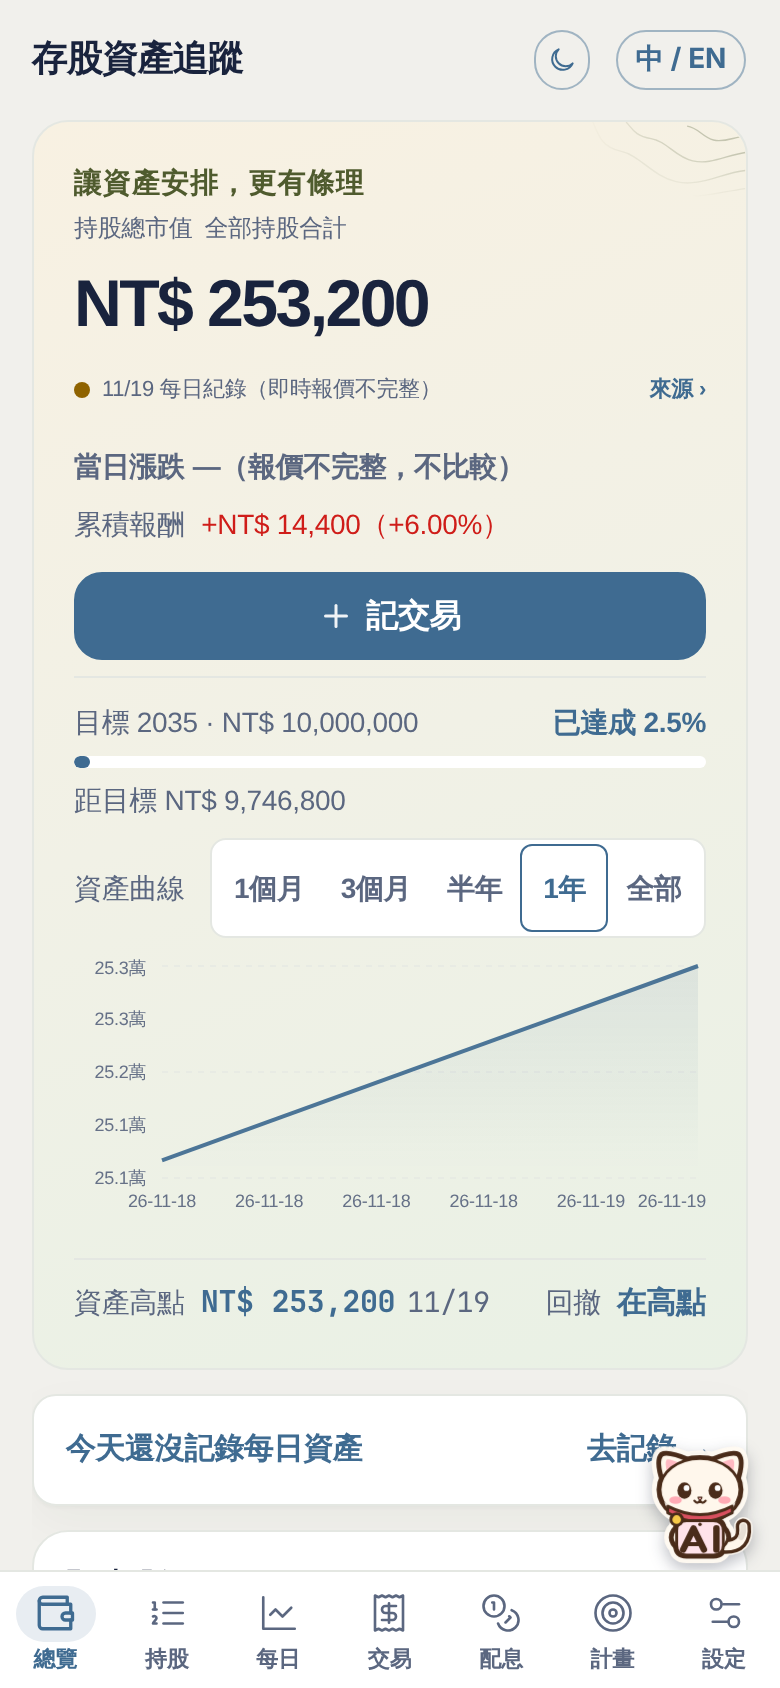 存股資產追蹤
中 / EN
讓資產安排，更有條理
持股總市值 全部持股合計
NT$ 253,200
11/19 每日紀錄（即時報價不完整）
來源 ›
當日漲跌 —（報價不完整，不比較）
累積報酬 +NT$ 14,400（+6.00%）
＋ 記交易
目標 2035 · NT$ 10,000,000
已達成 2.5%
距目標 NT$ 9,746,800
資產曲線
1個月 3個月 半年 1年 全部
25.3萬
25.3萬
25.2萬
25.1萬
25.1萬
26-11-18 26-11-18 26-11-18 26-11-18 26-11-19 26-11-19
資產高點 NT$ 253,200 11/19
回撤 在高點
今天還沒記錄每日資產
去記錄
AI
總覽 持股 每日 交易 配息 計畫 設定